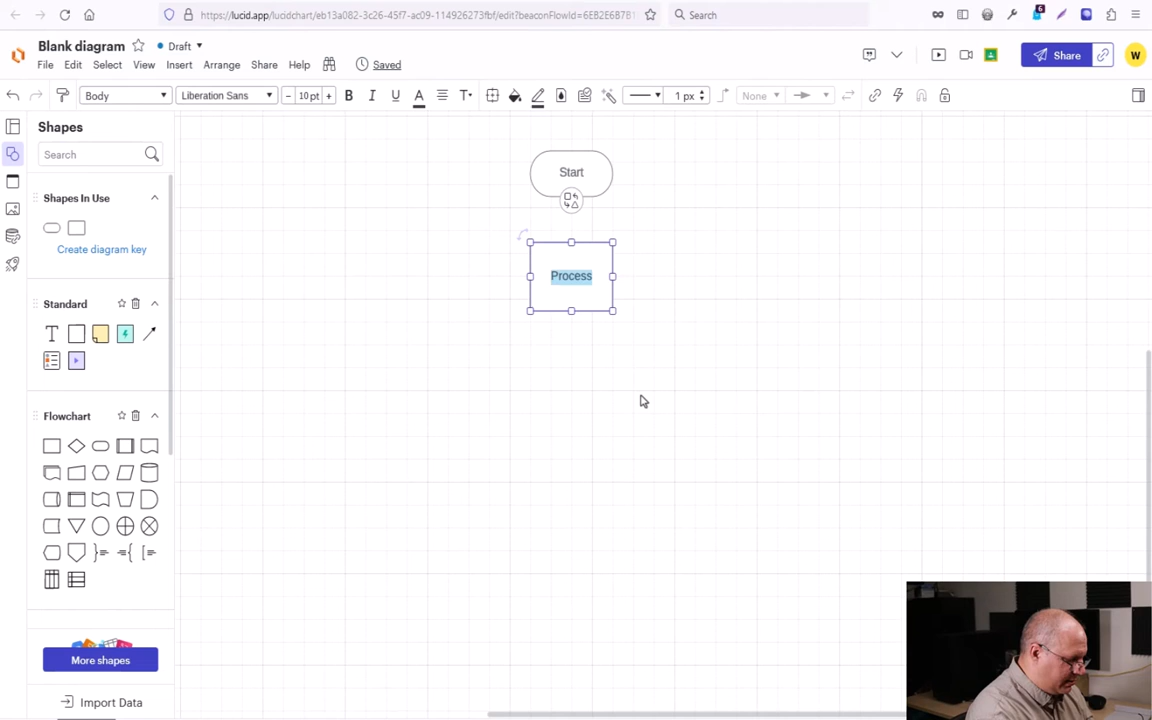 https://lucid.app/lucidchart/eb13a082-3c26-45f7-ac09-114926273fbf/edit?beaconFlowId=6EB2E6B7B1
Search
6
Blank diagram
Draft
File Edit Select View Insert Arrange Share Help Saved
Share
W
Body
Liberation Sans
10 pt
B I U A T
1 px
None
Shapes
Search
Shapes In Use
Create diagram key
Standard
T
Flowchart
More shapes
Import Data
Start
Process